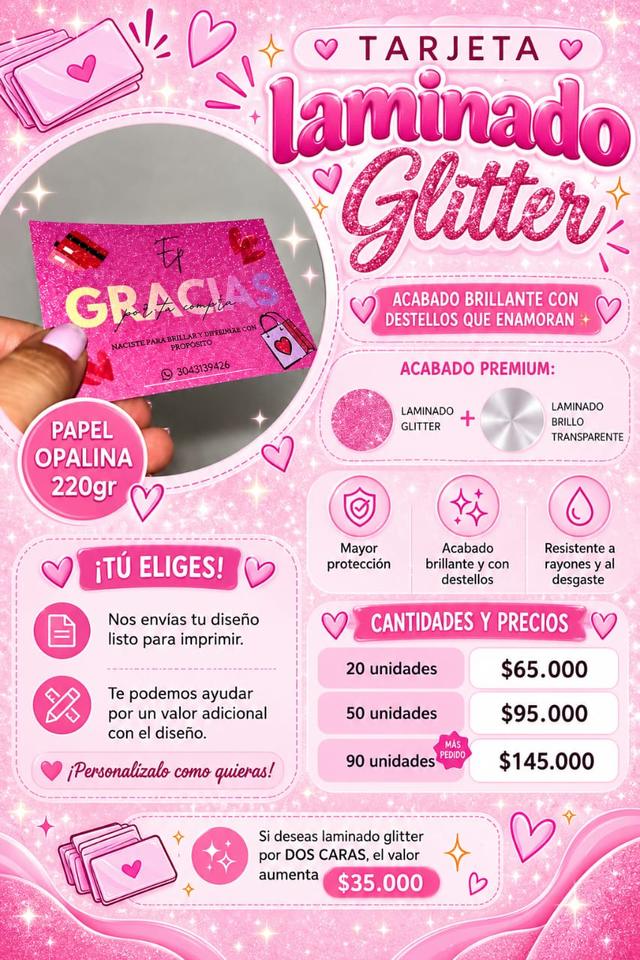 TARJETA
laminado
Glitter
Ep
GRACIAS
por tu compra
NACISTE PARA BRILLAR Y DIFERENCIARTE CON
PROPÓSITO
3043139426
PAPEL
OPALINA
220gr
ACABADO BRILLANTE CON
DESTELLOS QUE ENAMORAN
ACABADO PREMIUM:
LAMINADO
GLITTER
+
LAMINADO
BRILLO
TRANSPARENTE
Mayor
protección
Acabado
brillante y con
destellos
Resistente a
rayones y al
desgaste
¡TÚ ELIGES!
Nos envías tu diseño
listo para imprimir.
Te podemos ayudar
por un valor adicional
con el diseño.
¡Personalízalo como quieras!
CANTIDADES Y PRECIOS
20 unidades $65.000
50 unidades $95.000
90 unidades MÁS PEDIDO $145.000
Si deseas laminado glitter
por DOS CARAS, el valor
aumenta $35.000